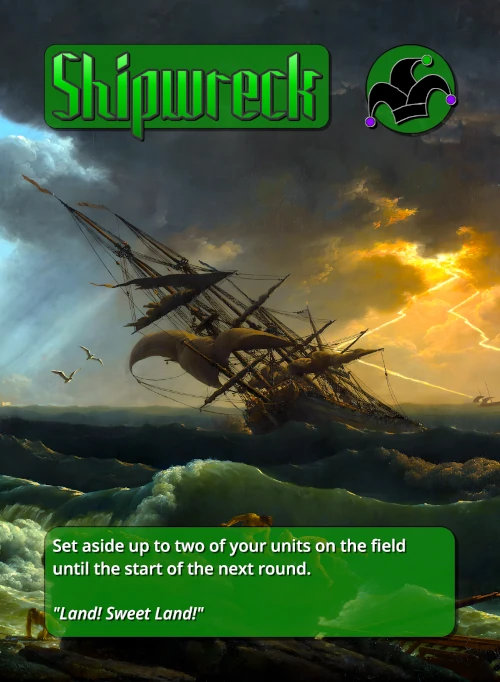 Shipwreck
Set aside up to two of your units on the field
until the start of the next round.
"Land! Sweet Land!"